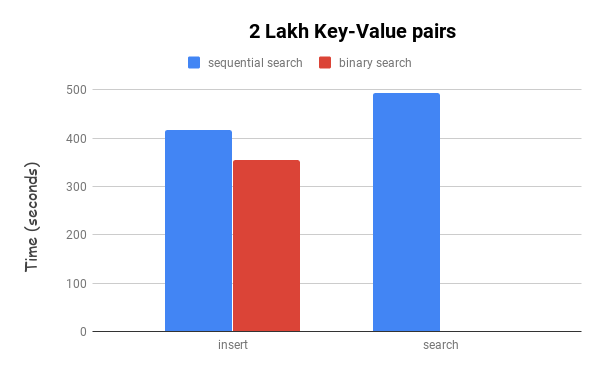 2 Lakh Key-Value pairs
sequential search binary search
Time (seconds)
500
400
300
200
100
0
insert search